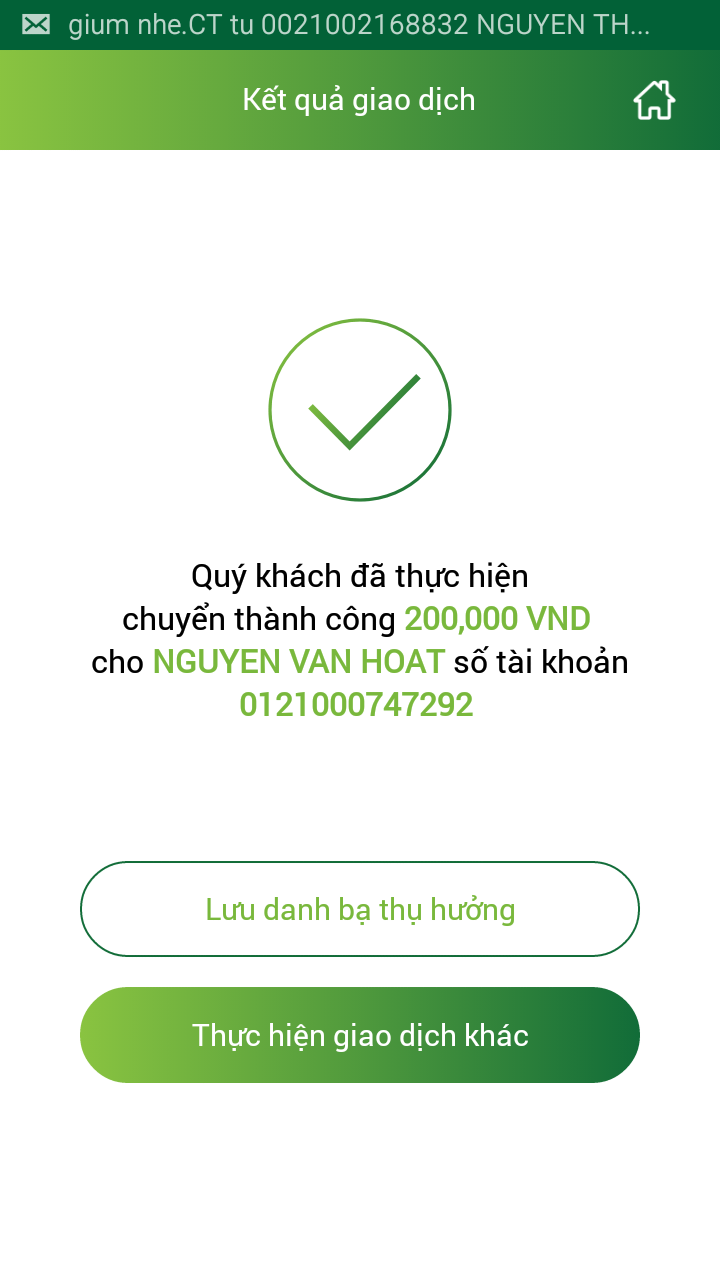 gium nhe.CT tu 0021002168832 NGUYEN TH...
Kết quả giao dịch
Quý khách đã thực hiện
chuyển thành công 200,000 VND
cho NGUYEN VAN HOAT số tài khoản
0121000747292
Lưu danh bạ thụ hưởng
Thực hiện giao dịch khác